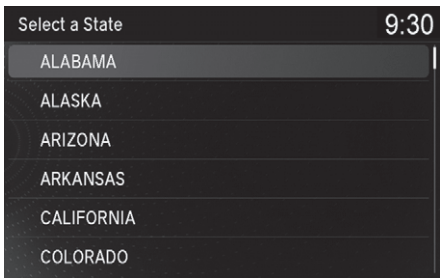 Select a State
9:30
ALABAMA
ALASKA
ARIZONA
ARKANSAS
CALIFORNIA
COLORADO